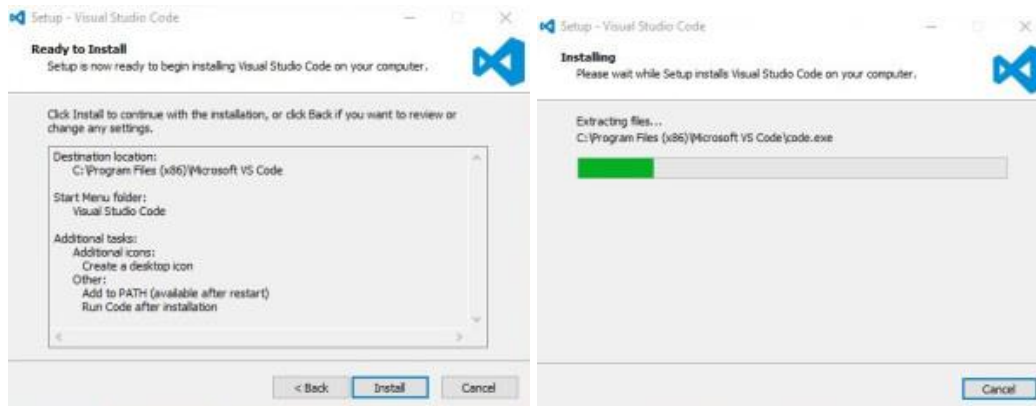 Setup - Visual Studio Code
Ready to Install
Setup is now ready to begin installing Visual Studio Code on your computer.
Click Install to continue with the installation, or click Back if you want to review or
change any settings.
Destination location:
C:\Program Files (x86)\Microsoft VS Code
Start Menu folder:
Visual Studio Code
Additional tasks:
Additional icons:
Create a desktop icon
Other:
Add to PATH (available after restart)
Run Code after installation
< Back
Install
Cancel
Setup - Visual Studio Code
Installing
Please wait while Setup installs Visual Studio Code on your computer.
Extracting files...
C:\Program Files (x86)\Microsoft VS Code\code.exe
Cancel